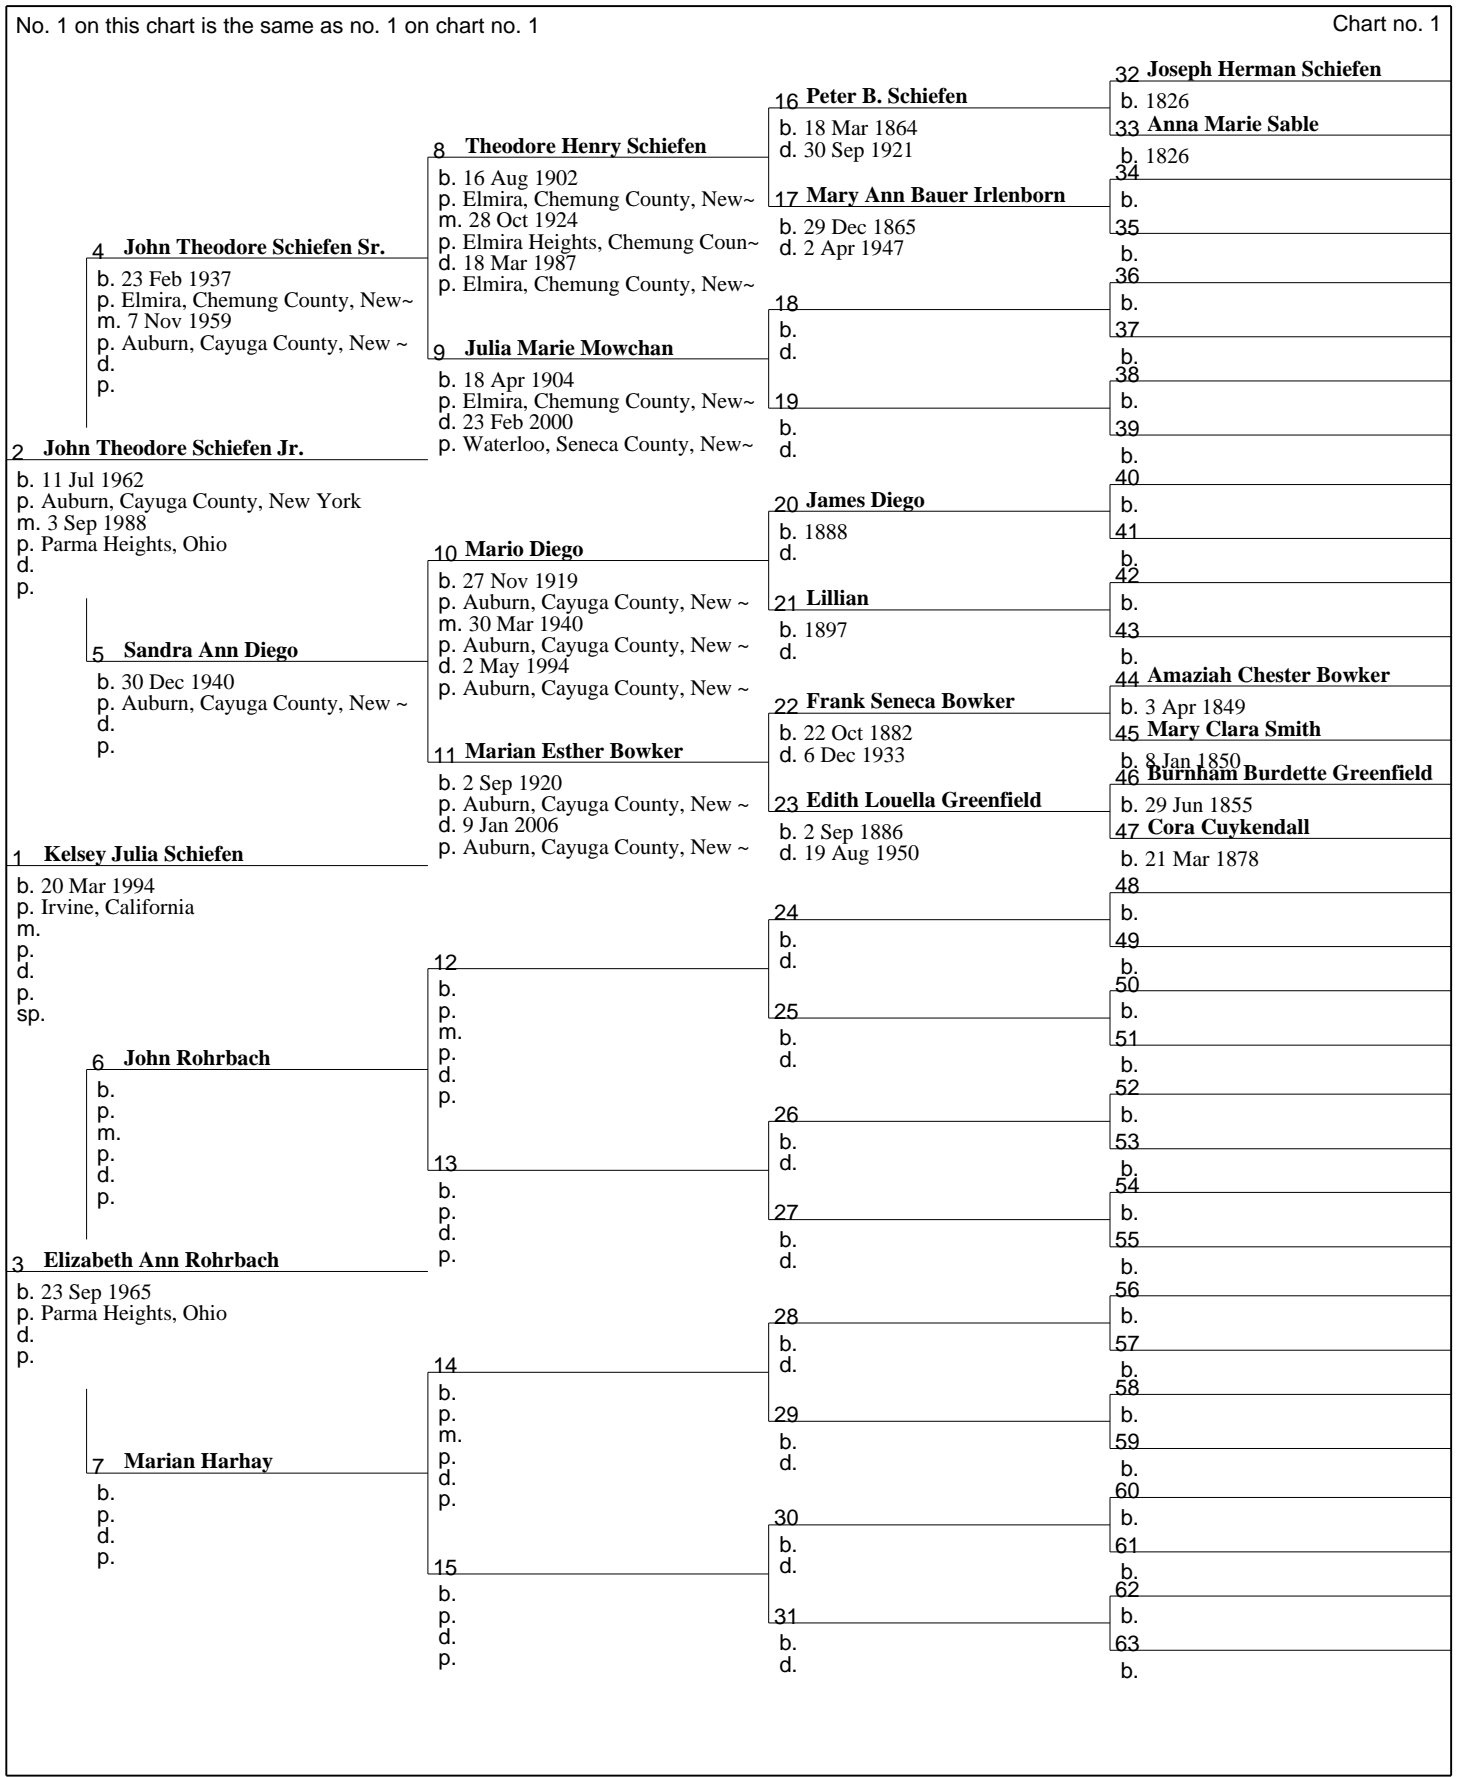 No. 1 on this chart is the same as no. 1 on chart no. 1
Chart no. 1
1 Kelsey Julia Schiefen
b. 20 Mar 1994
p. Irvine, California
m.
p.
d.
p.
sp.
2 John Theodore Schiefen Jr.
b. 11 Jul 1962
p. Auburn, Cayuga County, New York
m. 3 Sep 1988
p. Parma Heights, Ohio
d.
p.
3 Elizabeth Ann Rohrbach
b. 23 Sep 1965
p. Parma Heights, Ohio
d.
p.
4 John Theodore Schiefen Sr.
b. 23 Feb 1937
p. Elmira, Chemung County, New~
m. 7 Nov 1959
p. Auburn, Cayuga County, New ~
d.
p.
5 Sandra Ann Diego
b. 30 Dec 1940
p. Auburn, Cayuga County, New ~
d.
p.
6 John Rohrbach
b.
p.
m.
p.
d.
p.
7 Marian Harhay
b.
p.
d.
p.
8 Theodore Henry Schiefen
b. 16 Aug 1902
p. Elmira, Chemung County, New~
m. 28 Oct 1924
p. Elmira Heights, Chemung Coun~
d. 18 Mar 1987
p. Elmira, Chemung County, New~
9 Julia Marie Mowchan
b. 18 Apr 1904
p. Elmira, Chemung County, New~
d. 23 Feb 2000
p. Waterloo, Seneca County, New~
10 Mario Diego
b. 27 Nov 1919
p. Auburn, Cayuga County, New ~
m. 30 Mar 1940
p. Auburn, Cayuga County, New ~
d. 2 May 1994
p. Auburn, Cayuga County, New ~
11 Marian Esther Bowker
b. 2 Sep 1920
p. Auburn, Cayuga County, New ~
d. 9 Jan 2006
p. Auburn, Cayuga County, New ~
12
b.
p.
m.
p.
d.
p.
13
b.
p.
d.
p.
14
b.
p.
m.
p.
d.
p.
15
b.
p.
d.
p.
16 Peter B. Schiefen
b. 18 Mar 1864
d. 30 Sep 1921
17 Mary Ann Bauer Irlenborn
b. 29 Dec 1865
d. 2 Apr 1947
18
b.
d.
19
b.
d.
20 James Diego
b. 1888
d.
21 Lillian
b. 1897
d.
22 Frank Seneca Bowker
b. 22 Oct 1882
d. 6 Dec 1933
23 Edith Louella Greenfield
b. 2 Sep 1886
d. 19 Aug 1950
24
b.
d.
25
b.
d.
26
b.
d.
27
b.
d.
28
b.
d.
29
b.
d.
30
b.
d.
31
b.
d.
32 Joseph Herman Schiefen
b. 1826
33 Anna Marie Sable
b. 1826
34
b.
35
b.
36
b.
37
b.
38
b.
39
b.
40
b.
41
b.
42
b.
43
b.
44 Amaziah Chester Bowker
b. 3 Apr 1849
45 Mary Clara Smith
b. 8 Jan 1850
46 Burnham Burdette Greenfield
b. 29 Jun 1855
47 Cora Cuykendall
b. 21 Mar 1878
48
b.
49
b.
50
b.
51
b.
52
b.
53
b.
54
b.
55
b.
56
b.
57
b.
58
b.
59
b.
60
b.
61
b.
62
b.
63
b.